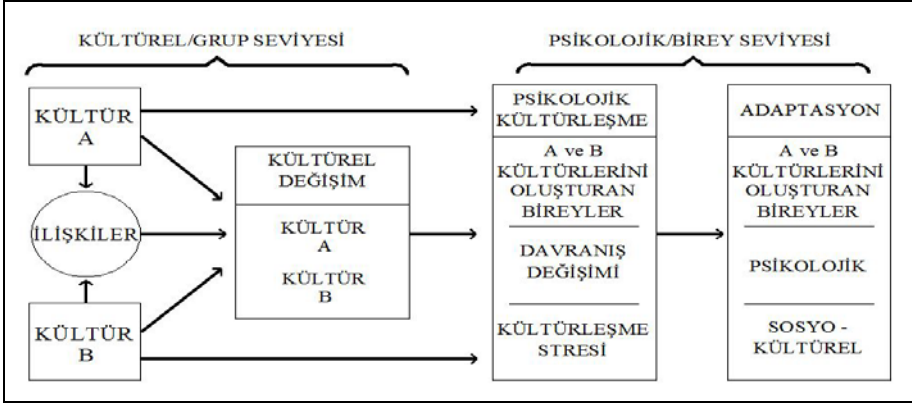 KÜLTÜREL/GRUP SEVİYESİ
PSİKOLOJİK/BİREY SEVİYESİ
KÜLTÜR
A
İLİŞKİLER
KÜLTÜR
B
KÜLTÜREL
DEĞİŞİM
KÜLTÜR
A
KÜLTÜR
B
PSİKOLOJİK
KÜLTÜRLEŞME
A ve B
KÜLTÜRLERİNİ
OLUŞTURAN
BİREYLER
DAVRANIŞ
DEĞİŞİMİ
KÜLTÜRLEŞME
STRESİ
ADAPTASYON
A ve B
KÜLTÜRLERİNİ
OLUŞTURAN
BİREYLER
PSİKOLOJİK
SOSYO -
KÜLTÜREL